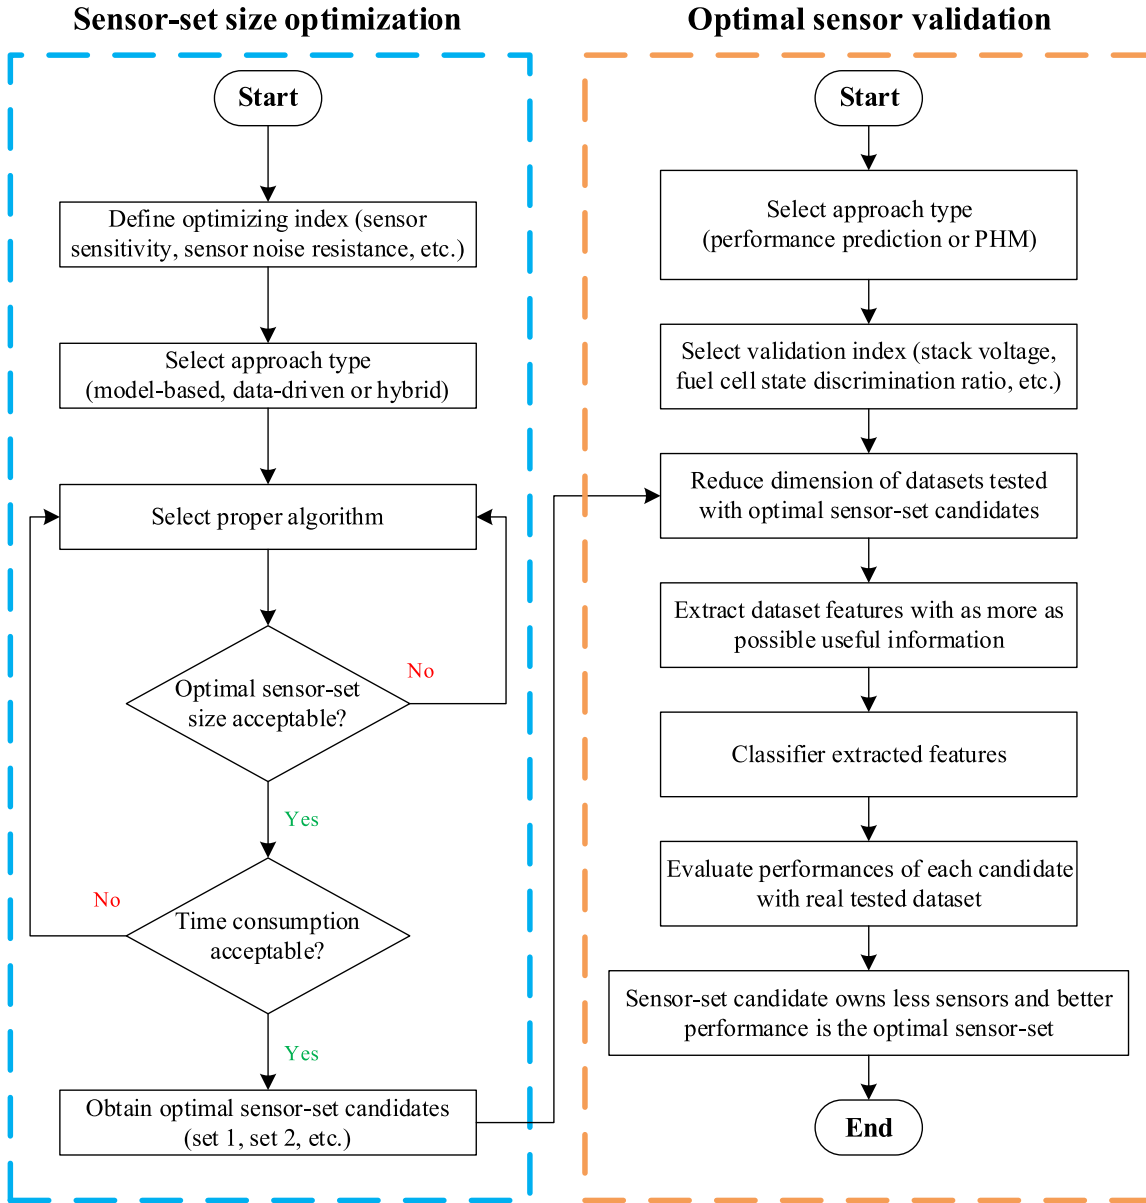 Sensor-set size optimization
Start
Define optimizing index (sensor
sensitivity, sensor noise resistance, etc.)
Select approach type
(model-based, data-driven or hybrid)
Select proper algorithm
Optimal sensor-set
size acceptable?
No
Yes
Time consumption
acceptable?
No
Yes
Obtain optimal sensor-set candidates
(set 1, set 2, etc.)
Optimal sensor validation
Start
Select approach type
(performance prediction or PHM)
Select validation index (stack voltage,
fuel cell state discrimination ratio, etc.)
Reduce dimension of datasets tested
with optimal sensor-set candidates
Extract dataset features with as more as
possible useful information
Classifier extracted features
Evaluate performances of each candidate
with real tested dataset
Sensor-set candidate owns less sensors and better
performance is the optimal sensor-set
End